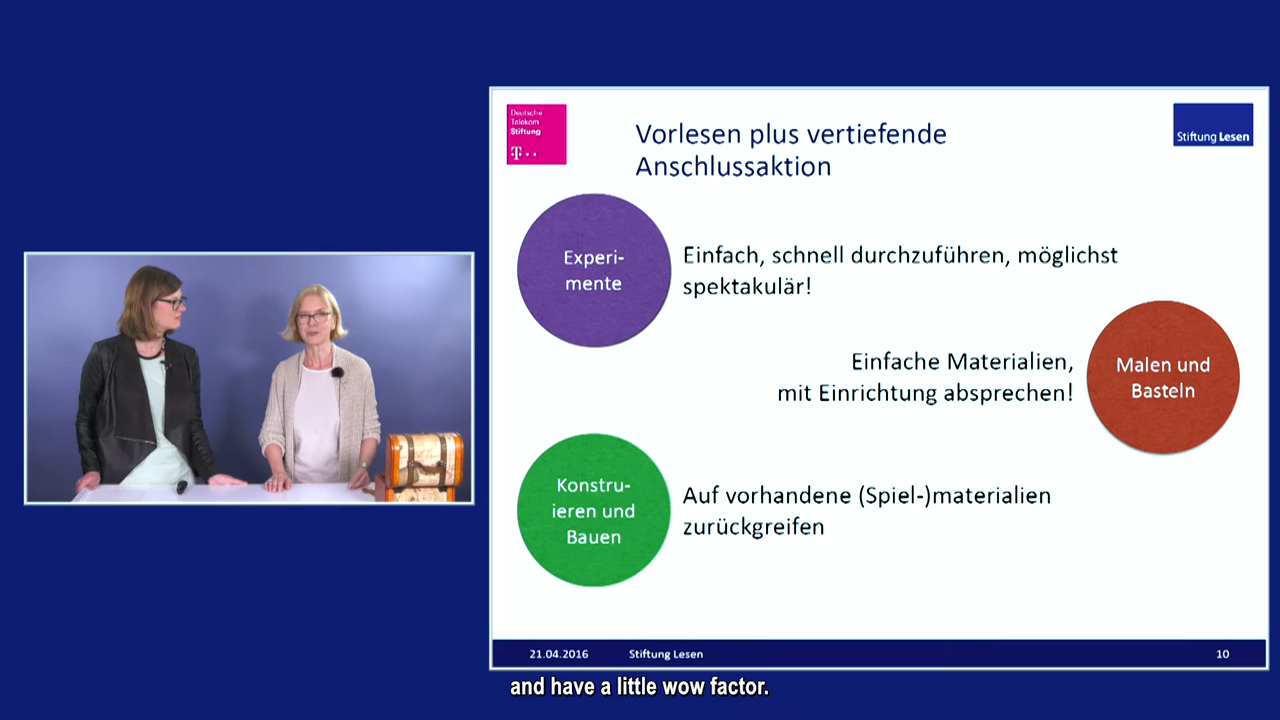 Deutsche
Telekom
Stiftung
T··
Stiftung Lesen
Vorlesen plus vertiefende
Anschlussaktion
Experi-
mente
Einfach, schnell durchzuführen, möglichst
spektakulär!
Einfache Materialien,
mit Einrichtung absprechen!
Malen und
Basteln
Konstru-
ieren und
Bauen
Auf vorhandene (Spiel-)materialien
zurückgreifen
21.04.2016 Stiftung Lesen 10
and have a little wow factor.